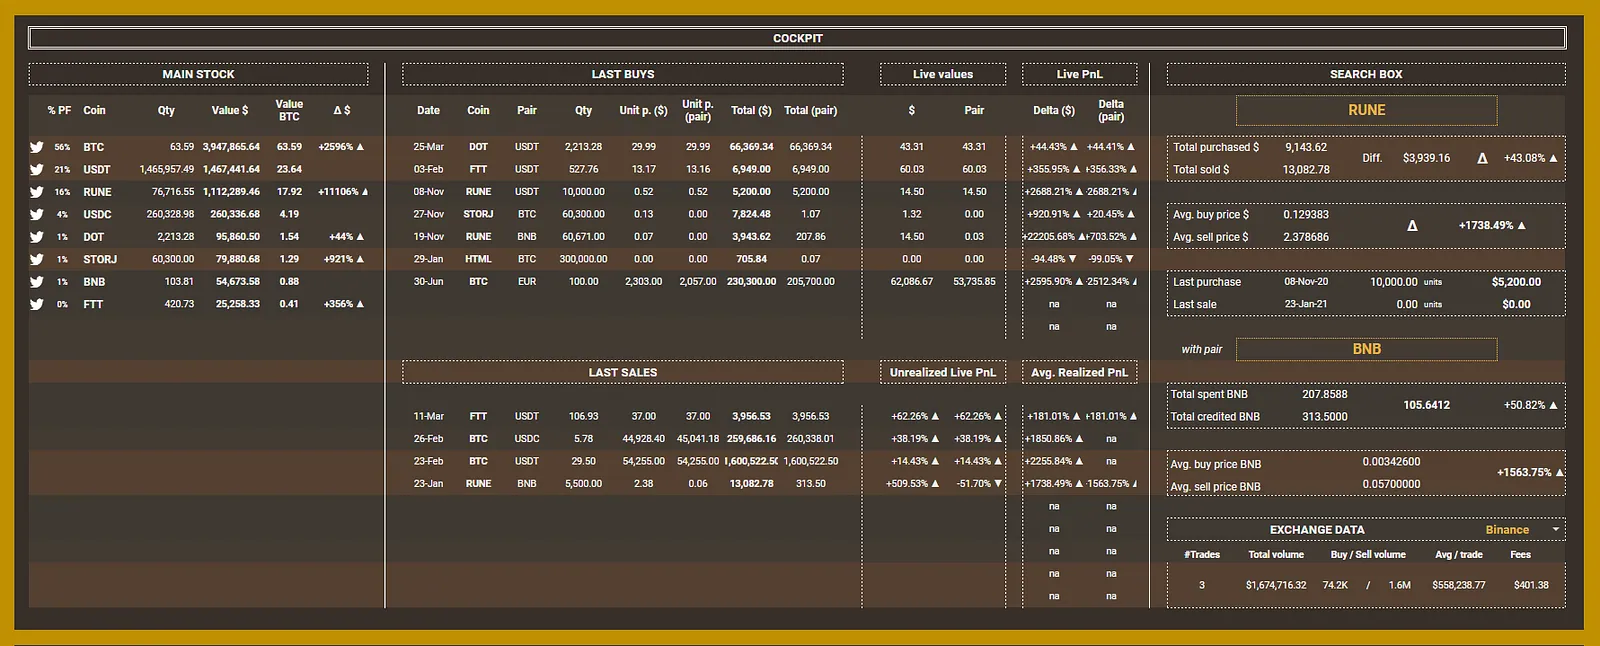 COCKPIT
MAIN STOCK
% PF Coin Qty Value $ Value BTC Δ $
56% BTC 63.59 3,947,865.64 63.59 +2596% ▲
21% USDT 1,465,957.49 1,467,441.64 23.64
16% RUNE 76,716.55 1,112,289.46 17.92 +11106% ▲
4% USDC 260,328.98 260,336.68 4.19
1% DOT 2,213.28 95,860.50 1.54 +44% ▲
1% STORJ 60,300.00 79,880.68 1.29 +921% ▲
1% BNB 103.81 54,673.58 0.88
0% FTT 420.73 25,258.33 0.41 +356% ▲
LAST BUYS Live values Live PnL
Date Coin Pair Qty Unit p. ($) Unit p. (pair) Total ($) Total (pair) $ Pair Delta ($) Delta (pair)
25-Mar DOT USDT 2,213.28 29.99 29.99 66,369.34 66,369.34 43.31 43.31 +44.43% ▲ +44.41% ▲
03-Feb FTT USDT 527.76 13.17 13.16 6,949.00 6,949.00 60.03 60.03 +355.95% ▲ +356.33% ▲
08-Nov RUNE USDT 10,000.00 0.52 0.52 5,200.00 5,200.00 14.50 14.50 +2688.21% ▲ -2688.21% ▲
27-Nov STORJ BTC 60,300.00 0.13 0.00 7,824.48 1.07 1.32 0.00 +920.91% ▲ +20.45% ▲
19-Nov RUNE BNB 60,671.00 0.07 0.00 3,943.62 207.86 14.50 0.03 +22205.68% ▲ +703.52% ▲
29-Jan HTML BTC 300,000.00 0.00 0.00 705.84 0.07 0.00 0.00 -94.48% ▼ -99.05% ▼
30-Jun BTC EUR 100.00 2,303.00 2,057.00 230,300.00 205,700.00 62,086.67 53,735.85 +2595.90% ▲ -2512.34% ▲
na na
na na
LAST SALES Unrealized Live PnL Avg. Realized PnL
11-Mar FTT USDT 106.93 37.00 37.00 3,956.53 3,956.53 +62.26% ▲ +62.26% ▲ +181.01% ▲ +181.01% ▲
26-Feb BTC USDC 5.78 44,928.40 45,041.18 259,686.16 260,338.01 +38.19% ▲ +38.19% ▲ +1850.86% ▲ na
23-Feb BTC USDT 29.50 54,255.00 54,255.00 1,600,522.50 1,600,522.50 +14.43% ▲ +14.43% ▲ +2255.84% ▲ na
23-Jan RUNE BNB 5,500.00 2.38 0.06 13,082.78 313.50 +509.53% ▲ -51.70% ▼ +1738.49% ▲ -1563.75% ▲
na na
na na
na na
na na
na na
SEARCH BOX
RUNE
Total purchased $ 9,143.62
Diff. $3,939.16 Δ +43.08% ▲
Total sold $ 13,082.78
Avg. buy price $ 0.129383
Δ +1738.49% ▲
Avg. sell price $ 2.378686
Last purchase 08-Nov-20 10,000.00 units $5,200.00
Last sale 23-Jan-21 0.00 units $0.00
with pair BNB
Total spent BNB 207.8588
105.6412 +50.82% ▲
Total credited BNB 313.5000
Avg. buy price BNB 0.00342600
+1563.75% ▲
Avg. sell price BNB 0.05700000
EXCHANGE DATA Binance
#Trades Total volume Buy / Sell volume Avg / trade Fees
3 $1,674,716.32 74.2K / 1.6M $558,238.77 $401.38